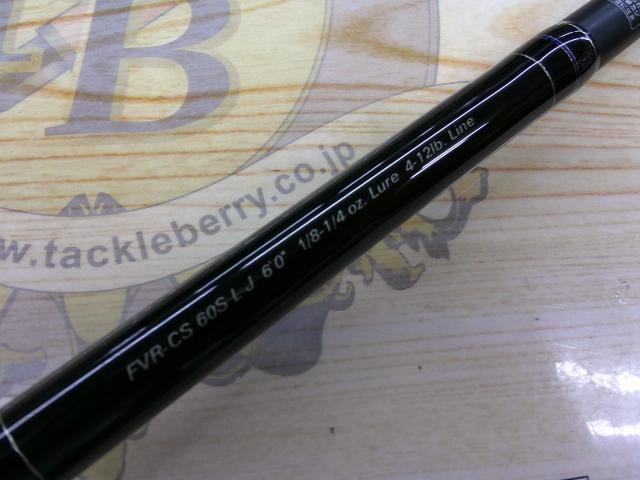 B
www.tackleberry.co.jp
FVR-CS 60S-L-J 6'0" 1/8-1/4 oz. Lure 4-12lb. Line